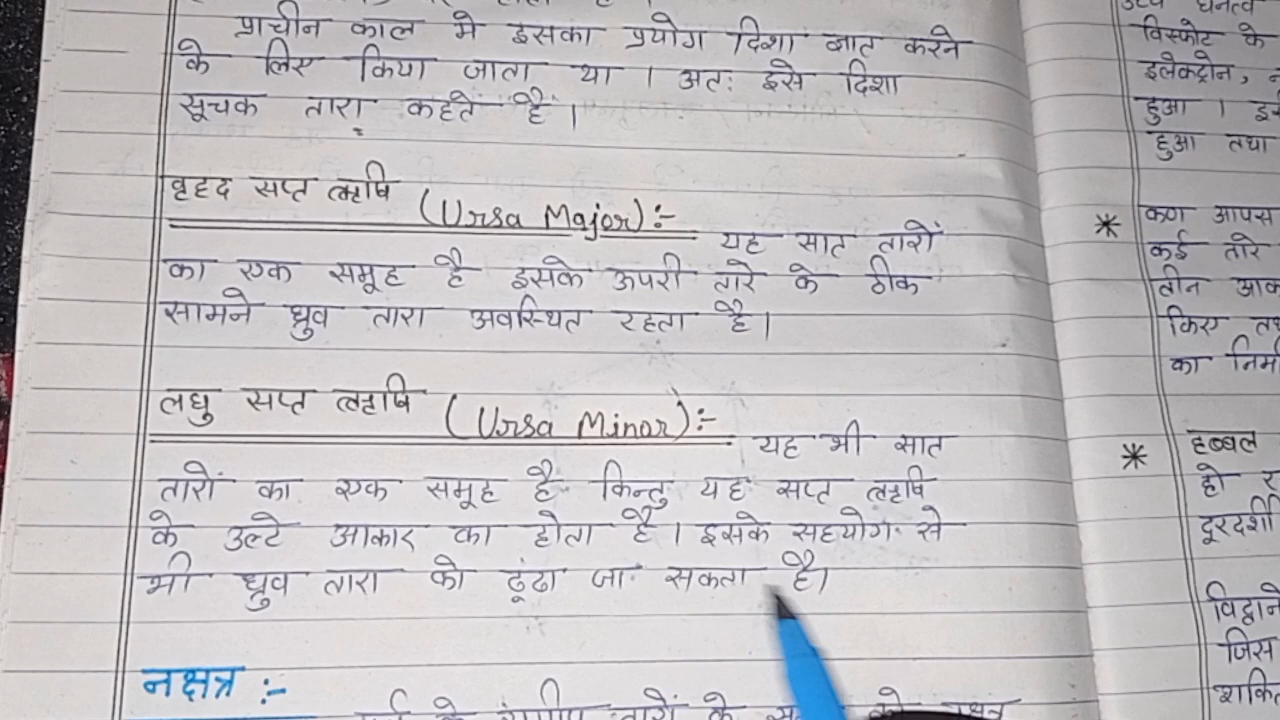 प्राचीन काल मे इसका प्रयोग दिशा ज्ञात करने
के लिए किया जाता था । अतः इसे दिशा
सूचक तारा कहते है ।
वृहद सप्त ऋषि (Ursa Major) :-
यह सात तारों
का एक समूह है इसके ऊपरी तारे के ठीक
सामने ध्रुव तारा अवस्थित रहता है ।
लघु सप्त ऋषि (Ursa Minor) :-
यह भी सात
तारों का एक समूह है किन्तु यह सप्त ऋषि
के उल्टे आकार का होता है । इसके सहयोग से
भी ध्रुव तारा को ढूंढा जा सकता है।
नक्षत्र :-
विस्फोट के
इलेक्ट्रोन,
हुआ ।
हुआ तथा
* कण आपस
कई तारे
तीन
किए
का
* हब्बल
हो
दूरदर्शी
जिस